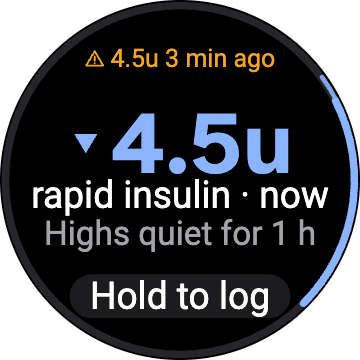 ⚠ 4.5u 3 min ago
▼ 4.5u
rapid insulin · now
Highs quiet for 1 h
Hold to log